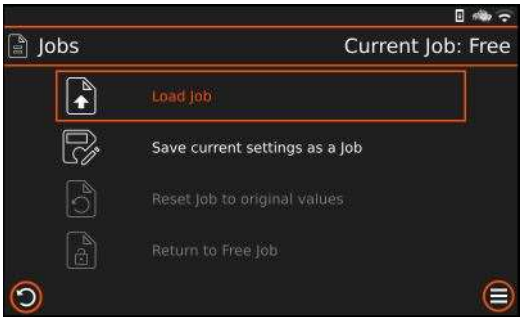 Jobs
Current Job: Free
Load Job
Save current settings as a Job
Reset Job to original values
Return to Free Job